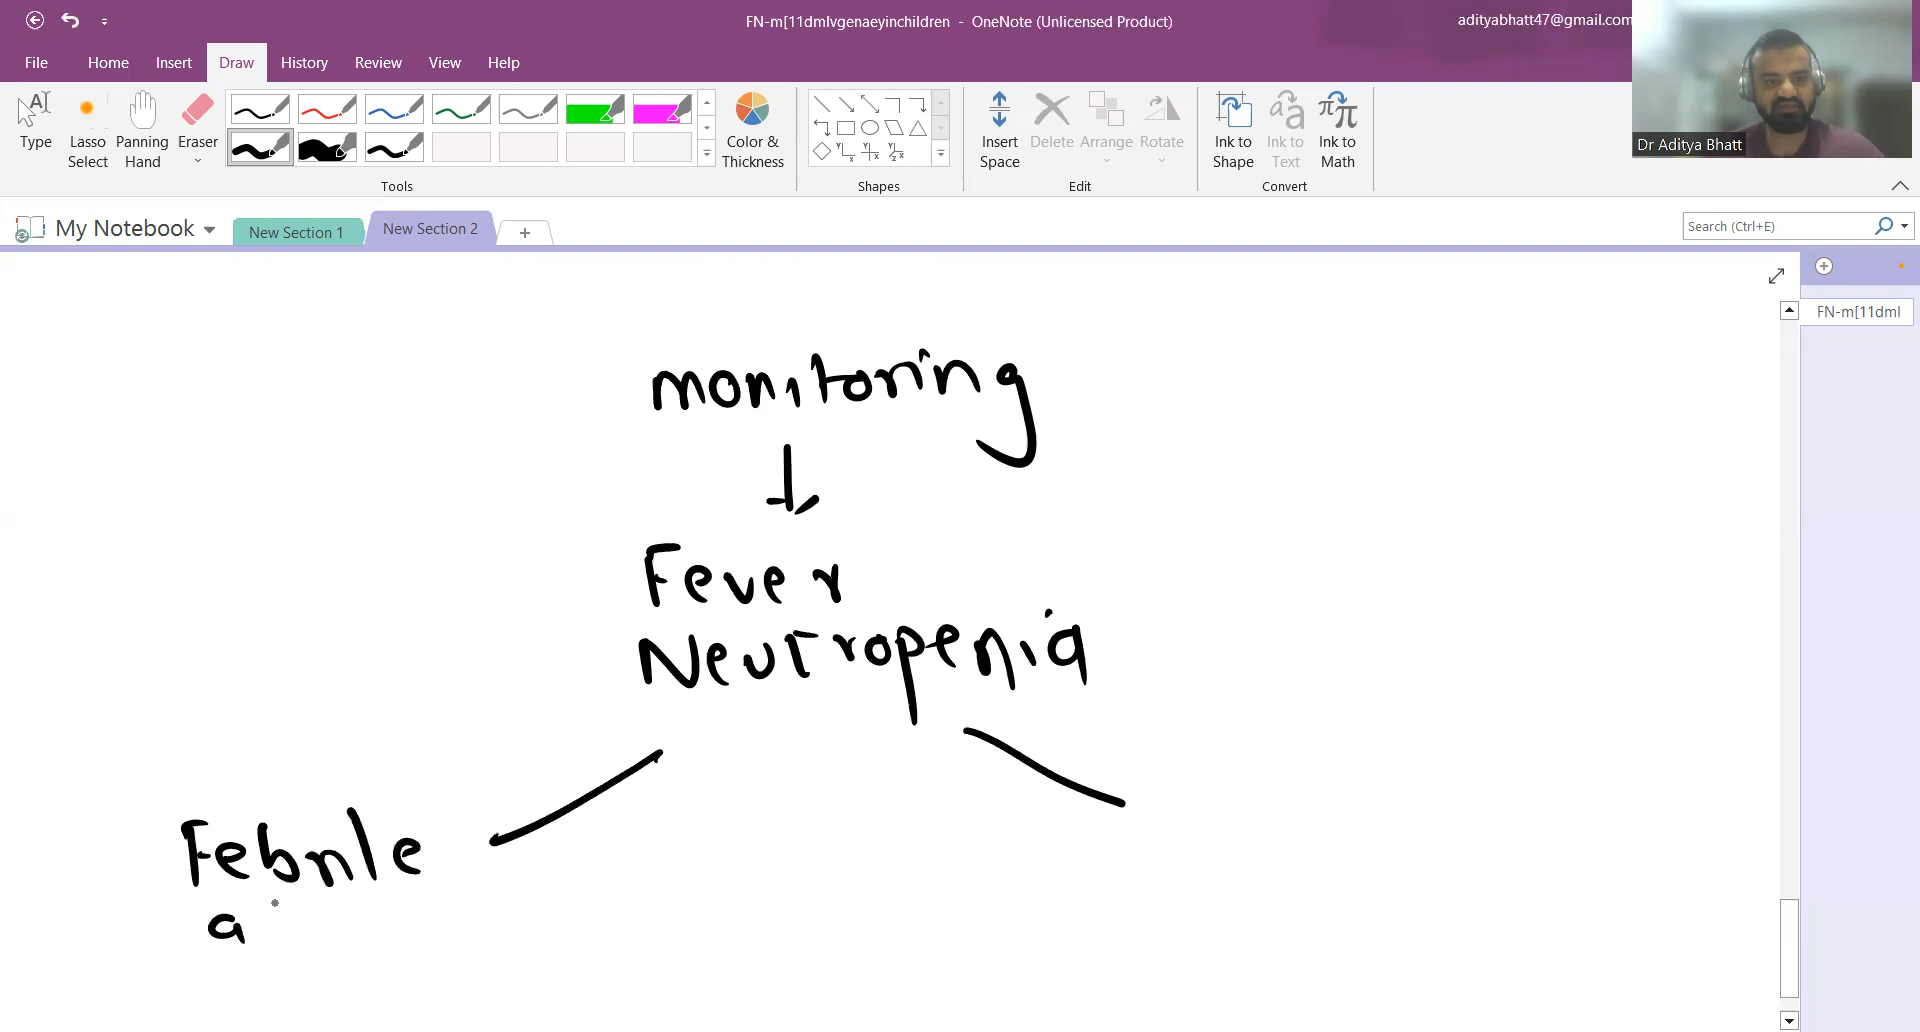 FN-m[11dmlvgenaeyinchildren - OneNote (Unlicensed Product)
adityabhatt47@gmail.com
File Home Insert Draw History Review View Help
Type
Lasso Select
Panning Hand
Eraser
Color & Thickness
Insert Space
Delete
Arrange
Rotate
Ink to Shape
Ink to Text
Ink to Math
Dr Aditya Bhatt
Tools Shapes Edit Convert
My Notebook New Section 1 New Section 2
Search (Ctrl+E)
FN-m[11dml
monitoring
Fever
Neutropenia
Febrile
a